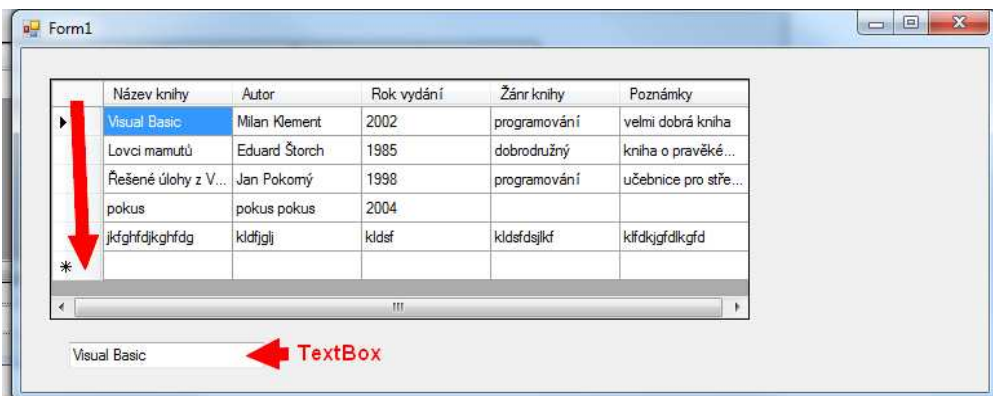 Form1
Název knihy Autor Rok vydání Žánr knihy Poznámky
Visual Basic Milan Klement 2002 programování velmi dobrá kniha
Lovci mamutů Eduard Štorch 1985 dobrodružný kniha o pravěké...
Řešené úlohy z V... Jan Pokorný 1998 programování učebnice pro stře...
pokus pokus pokus 2004
jkfghfdjkghfdg kldfjglj kldsf kldsfdsjlkf klfdkjgfdlkgfd
Visual Basic TextBox